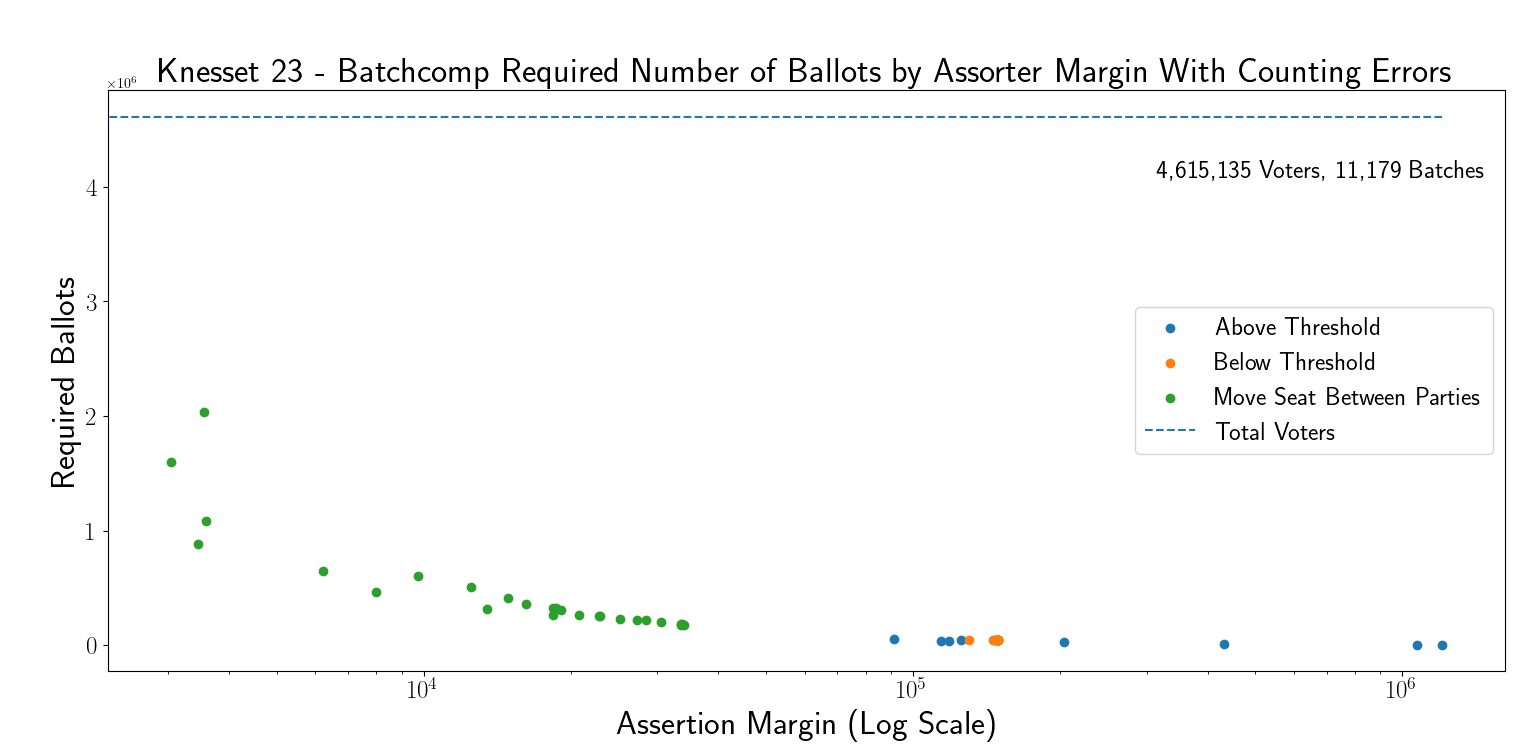 Knesset 23 - Batchcomp Required Number of Ballots by Assorter Margin With Counting Errors
×10⁶
4,615,135 Voters, 11,179 Batches
4
3
2
1
0
Required Ballots
Above Threshold
Below Threshold
Move Seat Between Parties
Total Voters
10⁴
10⁵
10⁶
Assertion Margin (Log Scale)